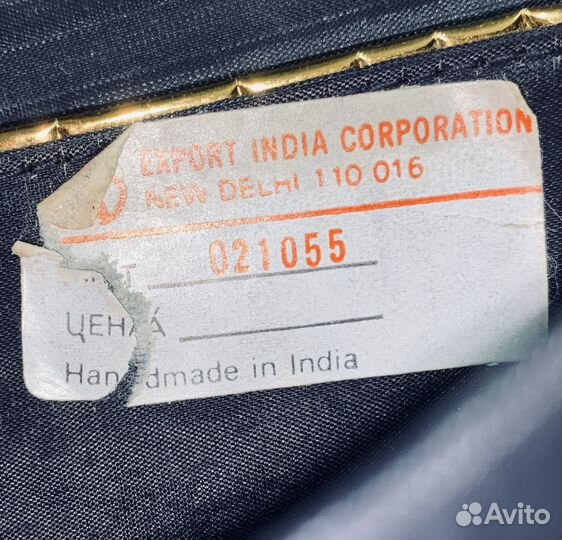 EXPORT INDIA CORPORATION
NEW DELHI 110 016
021055
ЦЕНА
Handmade in India
Avito